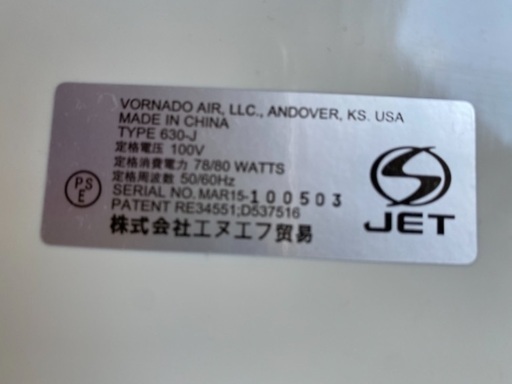 VORNADO AIR, LLC., ANDOVER, KS. USA
MADE IN CHINA
TYPE 630-J
定格電圧 100V
定格消費電力 78/80 WATTS
定格周波数 50/60Hz
SERIAL NO. MAR15-100503
PATENT RE34551;D537516
株式会社エヌエフ貿易
PS
E
JET